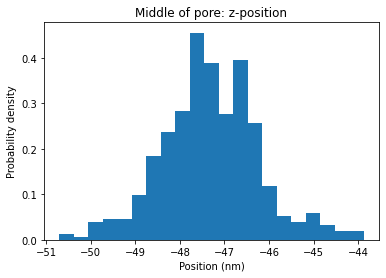 Middle of pore: z-position
Probability density
0.4
0.3
0.2
0.1
0.0
−51 −50 −49 −48 −47 −46 −45 −44
Position (nm)